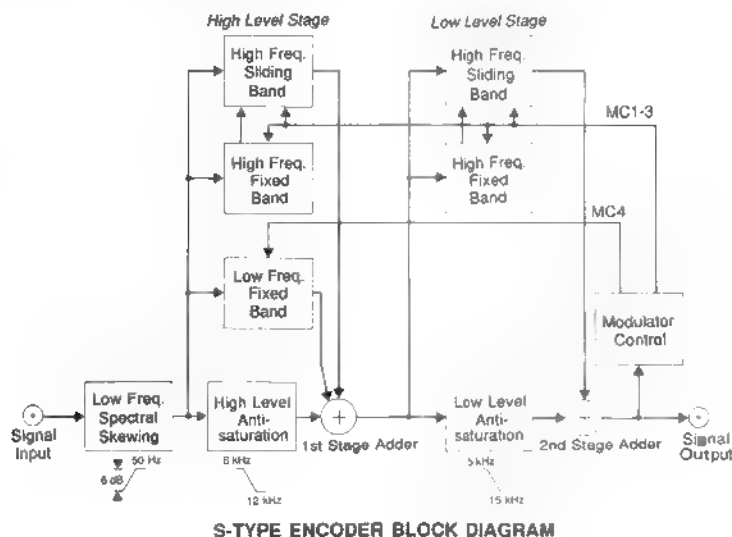 High Level Stage
Low Level Stage
High Freq.
Sliding
Band
High Freq.
Sliding
Band
MC1-3
High Freq.
Fixed
Band
High Freq.
Fixed
Band
MC4
Low Freq.
Fixed
Band
Modulator
Control
Low Freq.
Spectral
Skewing
High Level
Anti-
saturation
Low Level
Anti-
saturation
Signal
Input
1st Stage Adder
2nd Stage Adder
Signal
Output
50 Hz
6 dB
6 kHz
12 kHz
5 kHz
15 kHz
S-TYPE ENCODER BLOCK DIAGRAM